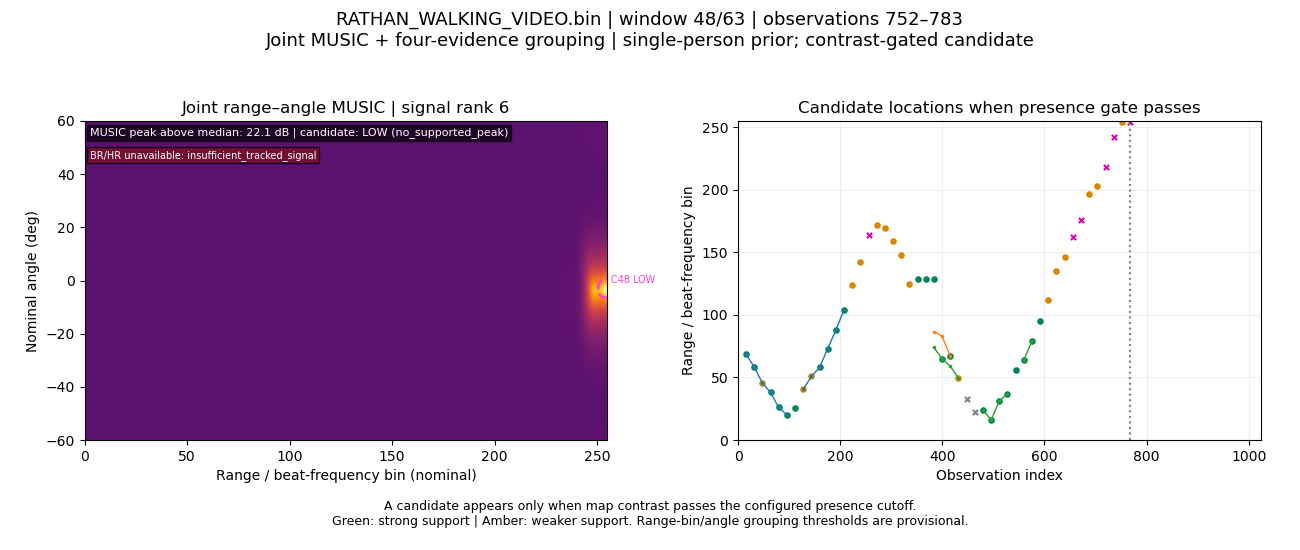 RATHAN_WALKING_VIDEO.bin | window 48/63 | observations 752–783
Joint MUSIC + four-evidence grouping | single-person prior; contrast-gated candidate
Joint range–angle MUSIC | signal rank 6
MUSIC peak above median: 22.1 dB | candidate: LOW (no_supported_peak)
BR/HR unavailable: insufficient_tracked_signal
C48 LOW
Nominal angle (deg)
60
40
20
0
−20
−40
−60
0
50
100
150
200
250
Range / beat-frequency bin (nominal)
Candidate locations when presence gate passes
Range / beat-frequency bin
250
200
150
100
50
0
0
200
400
600
800
1000
Observation index
A candidate appears only when map contrast passes the configured presence cutoff.
Green: strong support | Amber: weaker support. Range-bin/angle grouping thresholds are provisional.